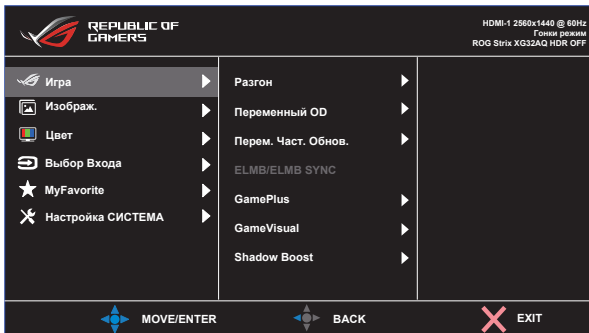 REPUBLIC OF
GAMERS
HDMI-1 2560x1440 @ 60Hz
Гонки режим
ROG Strix XG32AQ HDR OFF
Игра
Изображ.
Цвет
Выбор Входа
MyFavorite
Настройка СИСТЕМА
Разгон
Переменный OD
Перем. Част. Обнов.
ELMB/ELMB SYNC
GamePlus
GameVisual
Shadow Boost
MOVE/ENTER
BACK
EXIT